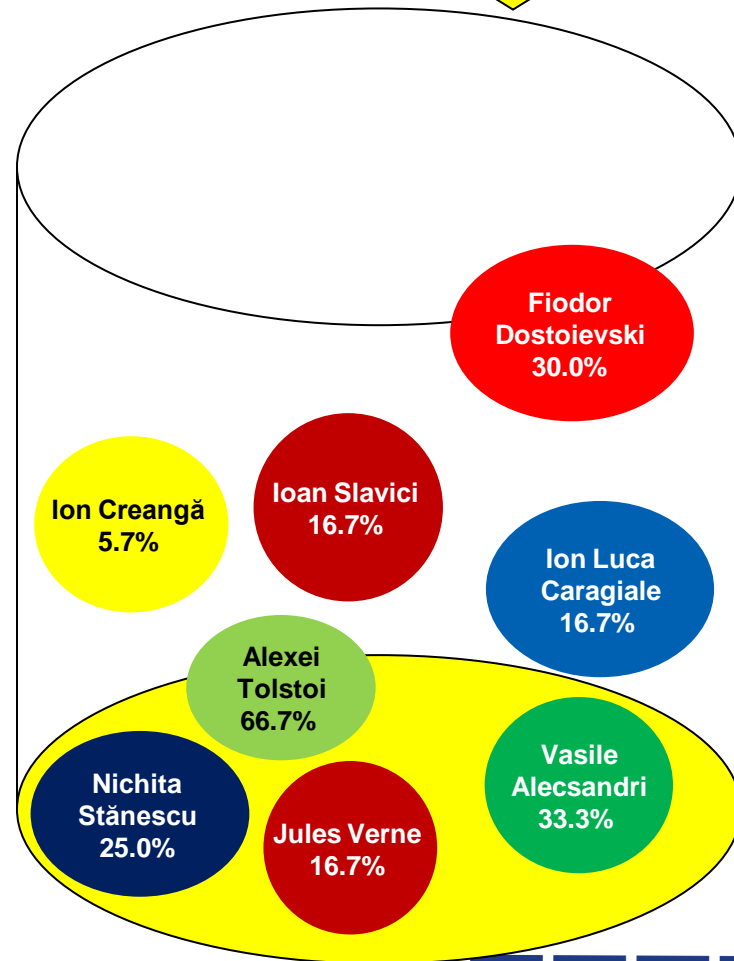 Fiodor
Dostoievski
30.0%
Ion Creangă
5.7%
Ioan Slavici
16.7%
Ion Luca
Caragiale
16.7%
Alexei
Tolstoi
66.7%
Nichita
Stănescu
25.0%
Jules Verne
16.7%
Vasile
Alecsandri
33.3%